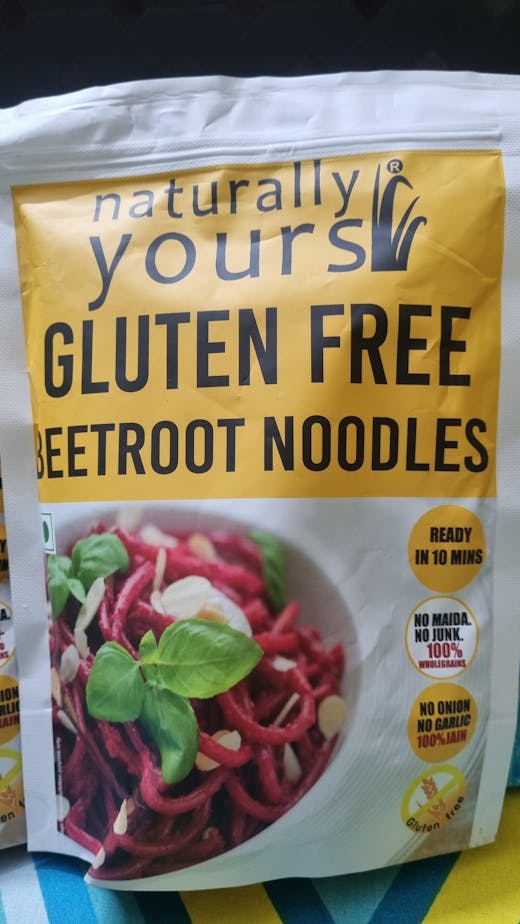 naturally
yours®
GLUTEN FREE
BEETROOT NOODLES
READY
IN 10 MINS
NO MAIDA.
NO JUNK.
100%
WHOLEGRAINS
NO ONION
NO GARLIC
100%JAIN
Gluten free